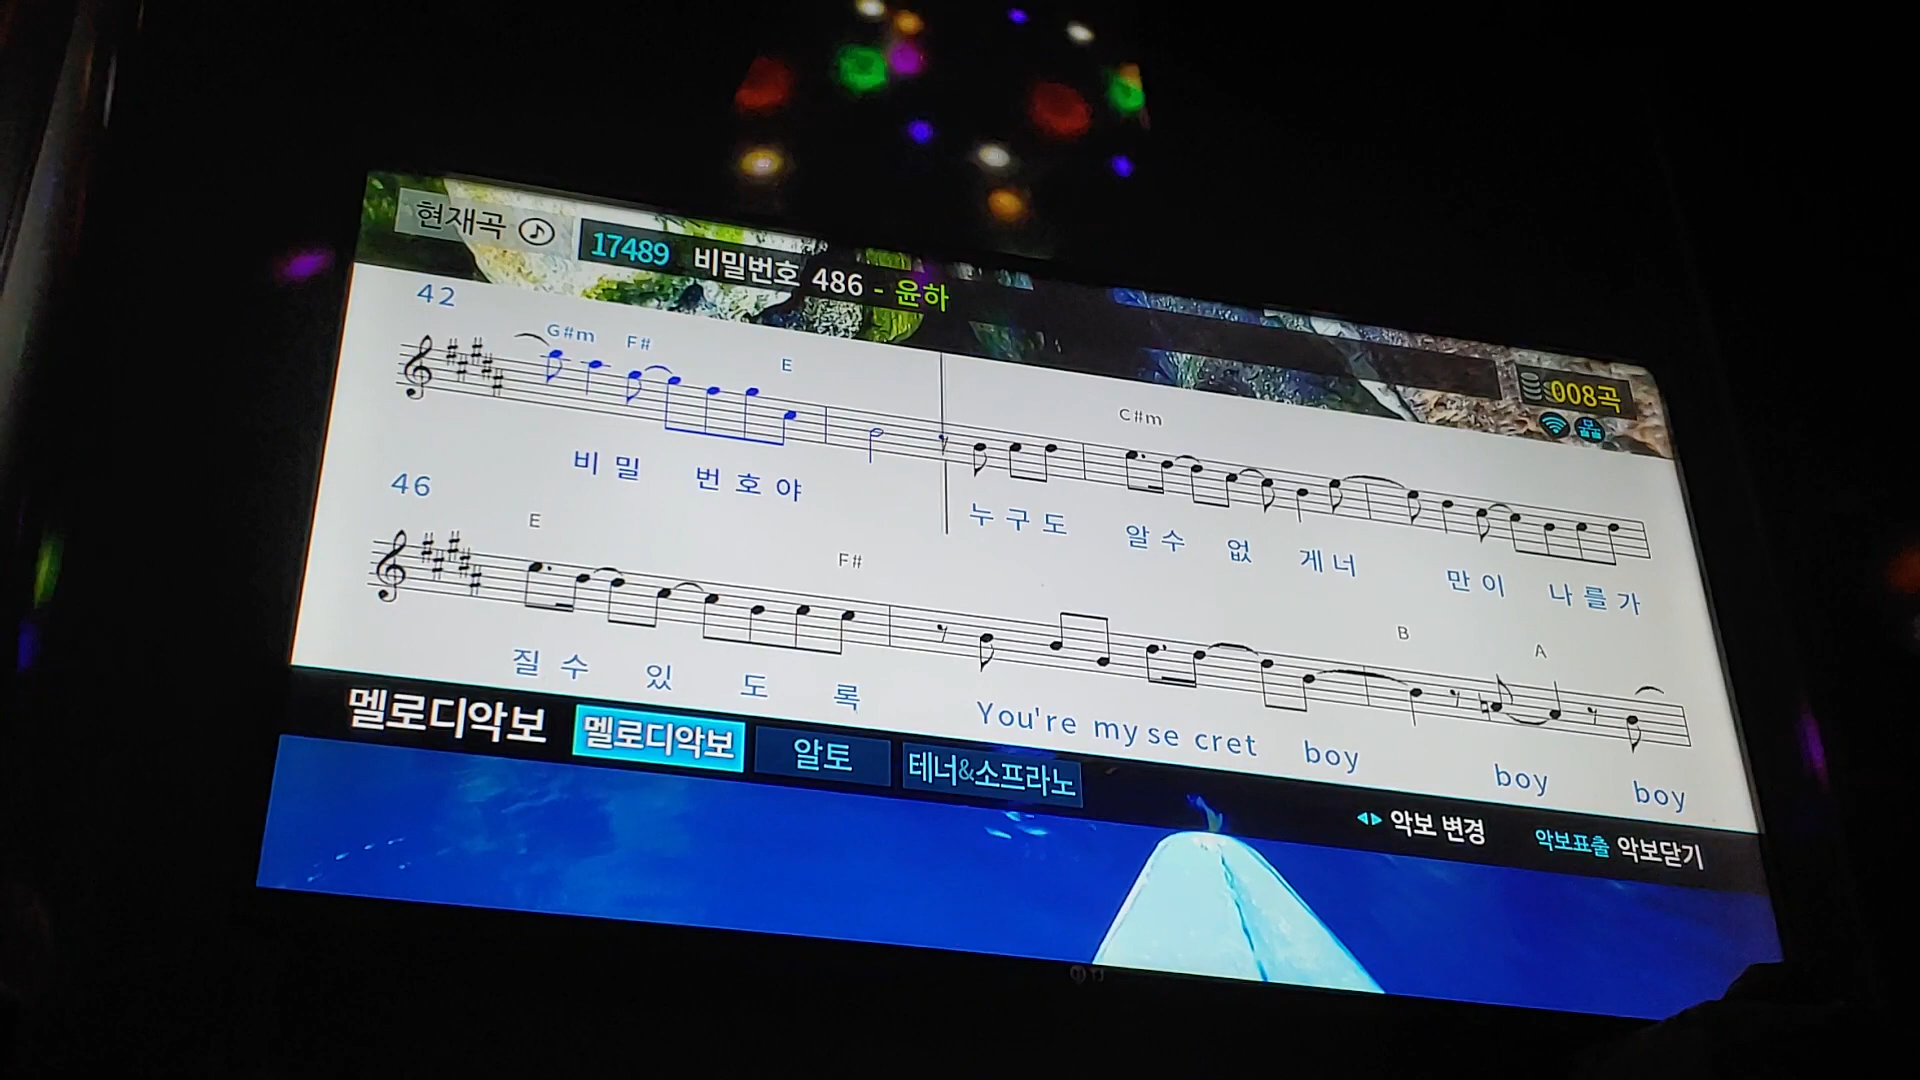 현재곡 17489 비밀번호 486 - 윤하
008곡
42
G#m F# E C#m
비 밀 번 호 야 누 구 도 알 수 없 게 너 만 이 나 를 가
46
E F# B A
질 수 있 도 록 You're my se cret boy boy boy
멜로디악보 멜로디악보 알토 테너&소프라노
악보 변경 악보표출 악보닫기